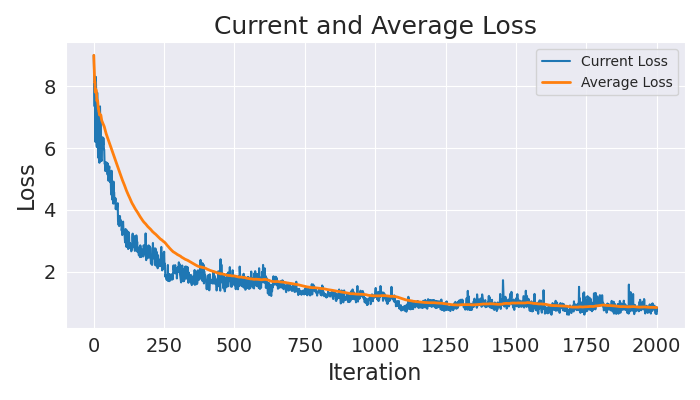 Current and Average Loss
Current Loss
Average Loss
Loss
8
6
4
2
0 250 500 750 1000 1250 1500 1750 2000
Iteration